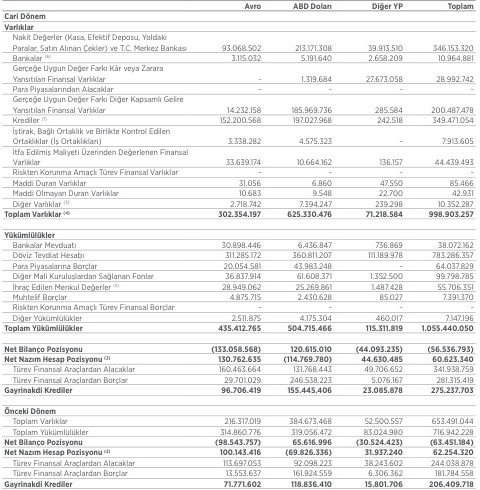 Avro ABD Doları Diğer YP Toplam
Cari Dönem
Varlıklar
Nakit Değerler (Kasa, Efektif Deposu, Yoldaki
Paralar, Satın Alınan Çekler) ve T.C. Merkez Bankası 93.068.502 213.171.308 39.913.510 346.153.320
Bankalar (6) 3.115.032 5.191.640 2.658.209 10.964.881
Gerçeğe Uygun Değer Farkı Kâr veya Zarara
Yansıtılan Finansal Varlıklar - 1.319.684 27.673.058 28.992.742
Para Piyasalarından Alacaklar - - - -
Gerçeğe Uygun Değer Farkı Diğer Kapsamlı Gelire
Yansıtılan Finansal Varlıklar 14.232.158 185.969.736 285.584 200.487.478
Krediler (1) 152.200.568 197.027.968 242.518 349.471.054
İştirak, Bağlı Ortaklık ve Birlikte Kontrol Edilen
Ortaklıklar (İş Ortaklıkları) 3.338.282 4.575.323 - 7.913.605
İtfa Edilmiş Maliyeti Üzerinden Değerlenen Finansal
Varlıklar 33.639.174 10.664.162 136.157 44.439.493
Riskten Korunma Amaçlı Türev Finansal Varlıklar - - - -
Maddi Duran Varlıklar 31.056 6.860 47.550 85.466
Maddi Olmayan Duran Varlıklar 10.683 9.548 22.700 42.931
Diğer Varlıklar (3) 2.718.742 7.394.247 239.298 10.352.287
Toplam Varlıklar (4) 302.354.197 625.330.476 71.218.584 998.903.257
Yükümlülükler
Bankalar Mevduatı 30.898.446 6.436.847 736.869 38.072.162
Döviz Tevdiat Hesabı 311.285.172 360.811.207 111.189.978 783.286.357
Para Piyasalarına Borçlar 20.054.581 43.983.248 - 64.037.829
Diğer Mali Kuruluşlardan Sağlanan Fonlar 36.837.914 61.608.371 1.352.500 99.798.785
İhraç Edilen Menkul Değerler (5) 28.949.062 25.269.861 1.487.428 55.706.351
Muhtelif Borçlar 4.875.715 2.430.628 85.027 7.391.370
Riskten Korunma Amaçlı Türev Finansal Borçlar - - - -
Diğer Yükümlülükler 2.511.875 4.175.304 460.017 7.147.196
Toplam Yükümlülükler 435.412.765 504.715.466 115.311.819 1.055.440.050
Net Bilanço Pozisyonu (133.058.568) 120.615.010 (44.093.235) (56.536.793)
Net Nazım Hesap Pozisyonu (2) 130.762.635 (114.769.780) 44.630.485 60.623.340
Türev Finansal Araçlardan Alacaklar 160.463.664 131.768.443 49.706.652 341.938.759
Türev Finansal Araçlardan Borçlar 29.701.029 246.538.223 5.076.167 281.315.419
Gayrinakdi Krediler 96.706.419 155.445.406 23.085.878 275.237.703
Önceki Dönem
Toplam Varlıklar 216.317.019 384.673.468 52.500.557 653.491.044
Toplam Yükümlülükler 314.860.776 319.056.472 83.024.980 716.942.228
Net Bilanço Pozisyonu (98.543.757) 65.616.996 (30.524.423) (63.451.184)
Net Nazım Hesap Pozisyonu (2) 100.143.416 (69.826.336) 31.937.240 62.254.320
Türev Finansal Araçlardan Alacaklar 113.697.053 92.098.223 38.243.602 244.038.878
Türev Finansal Araçlardan Borçlar 13.553.637 161.924.559 6.306.362 181.784.558
Gayrinakdi Krediler 71.771.602 118.836.410 15.801.706 206.409.718